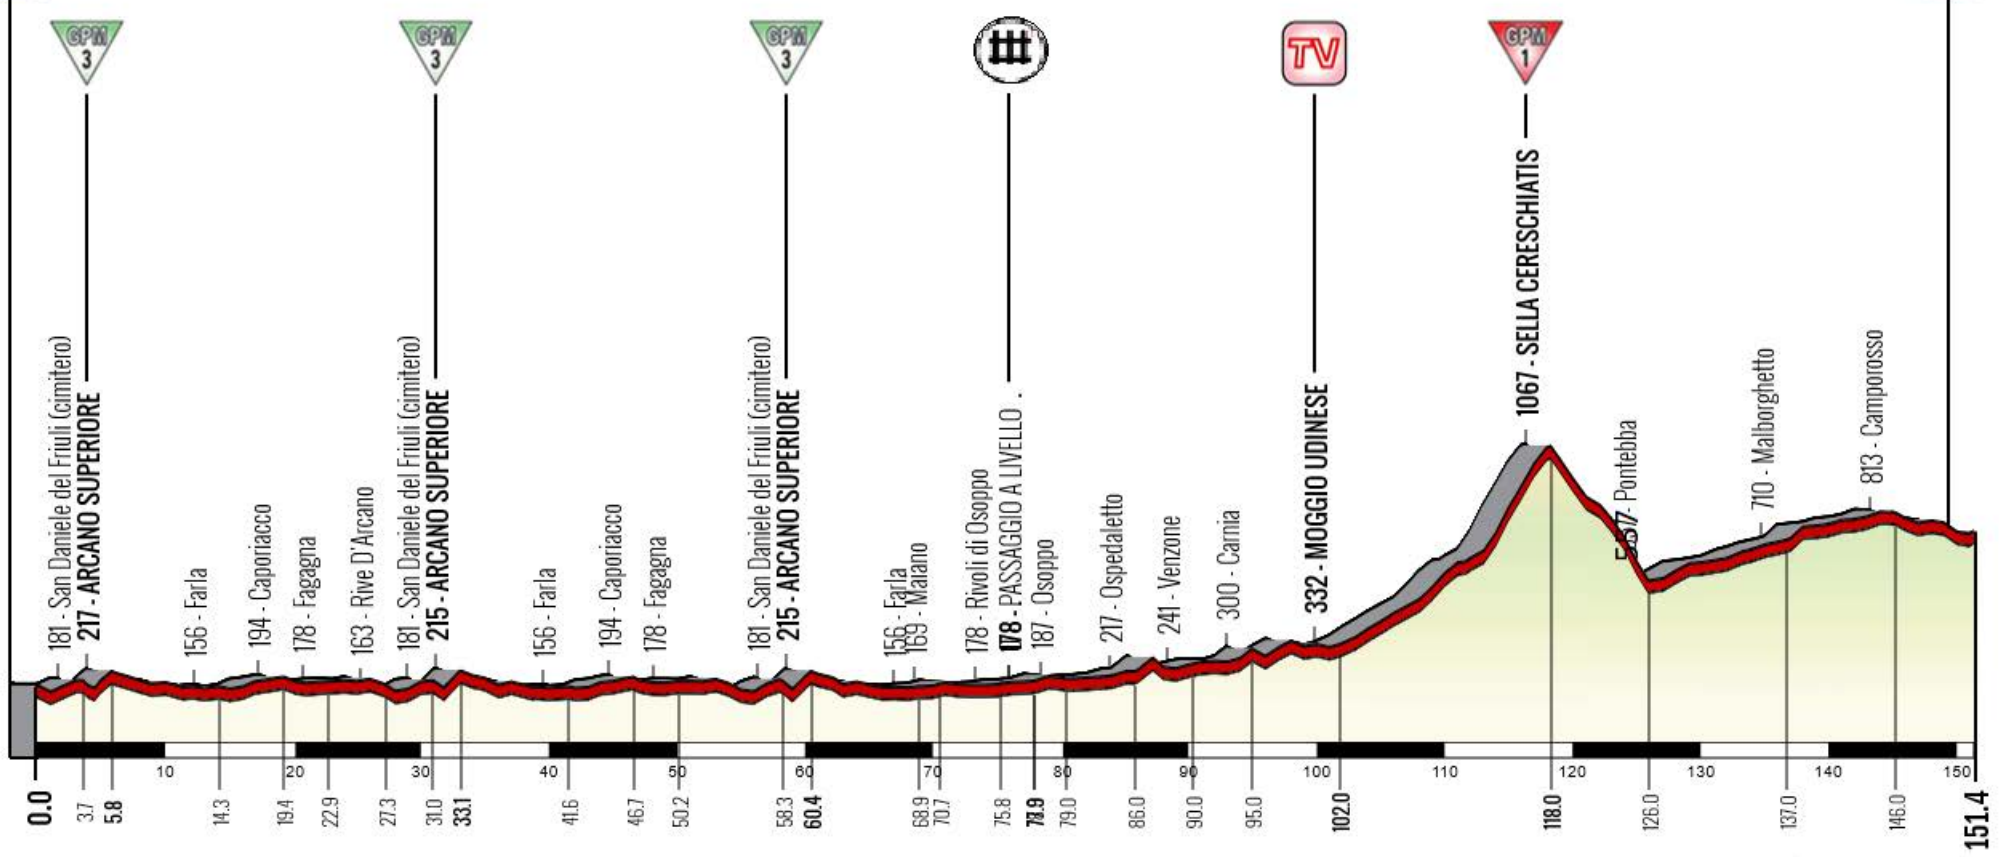 GPM
3
GPM
3
GPM
3
TV
GPM
1
181 - San Daniele del Friuli (cimitero)
217 - ARCANO SUPERIORE
156 - Farla
194 - Caporiacco
178 - Fagagna
163 - Rive D'Arcano
181 - San Daniele del Friuli (cimitero)
215 - ARCANO SUPERIORE
156 - Farla
194 - Caporiacco
178 - Fagagna
181 - San Daniele del Friuli (cimitero)
215 - ARCANO SUPERIORE
156 - Farla
169 - Maiano
178 - Rivoli di Osoppo
PASSAGGIO A LIVELLO .
187 - Osoppo
217 - Ospedaletto
241 - Venzone
300 - Carnia
332 - MOGGIO UDINESE
1067 - SELLA CERESCHIATIS
Pontebba
710 - Malborghetto
813 - Camporosso
10
20
30
40
50
60
70
80
90
100
110
120
130
140
150
0.0
3.7
5.8
14.3
19.4
22.9
27.3
31.0
33.1
41.6
46.7
50.2
58.3
60.4
68.9
70.7
75.8
79.0
86.0
90.0
95.0
102.0
118.0
126.0
137.0
146.0
151.4